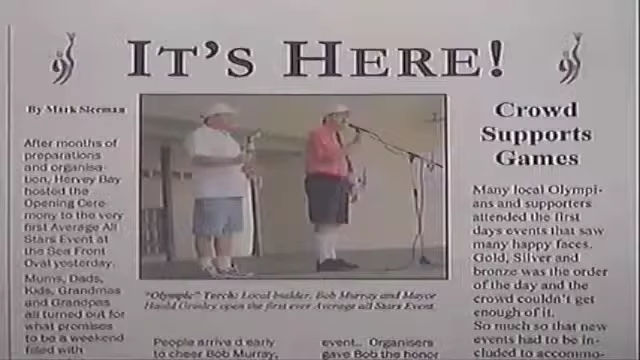 IT'S HERE!
By Mark Sleeman
After months of
preparations
and organisa-
tion, Hervey Bay
hosted the
Opening Cere-
mony to the very
first Average All
Stars Event at
the Sea Front
Oval yesterday.
Mums, Dads,
Kids, Grandmas
and Grandpas
all turned out for
what promises
to be a weekend
filled with
"Olympic" Torch: Local builder, Bob Murray and Mayor
Harold Grimley open the first ever Average all Stars Event.
People arrived early
to cheer Bob Murray,
event.. Organisers
gave Bob the honor
Crowd
Supports
Games
Many local Olympi-
ans and supporters
attended the first
days events that saw
many happy faces.
Gold, Silver and
bronze was the order
of the day and the
crowd couldn't get
enough of it.
So much so that new
events had to be in-
cluded to accommo-